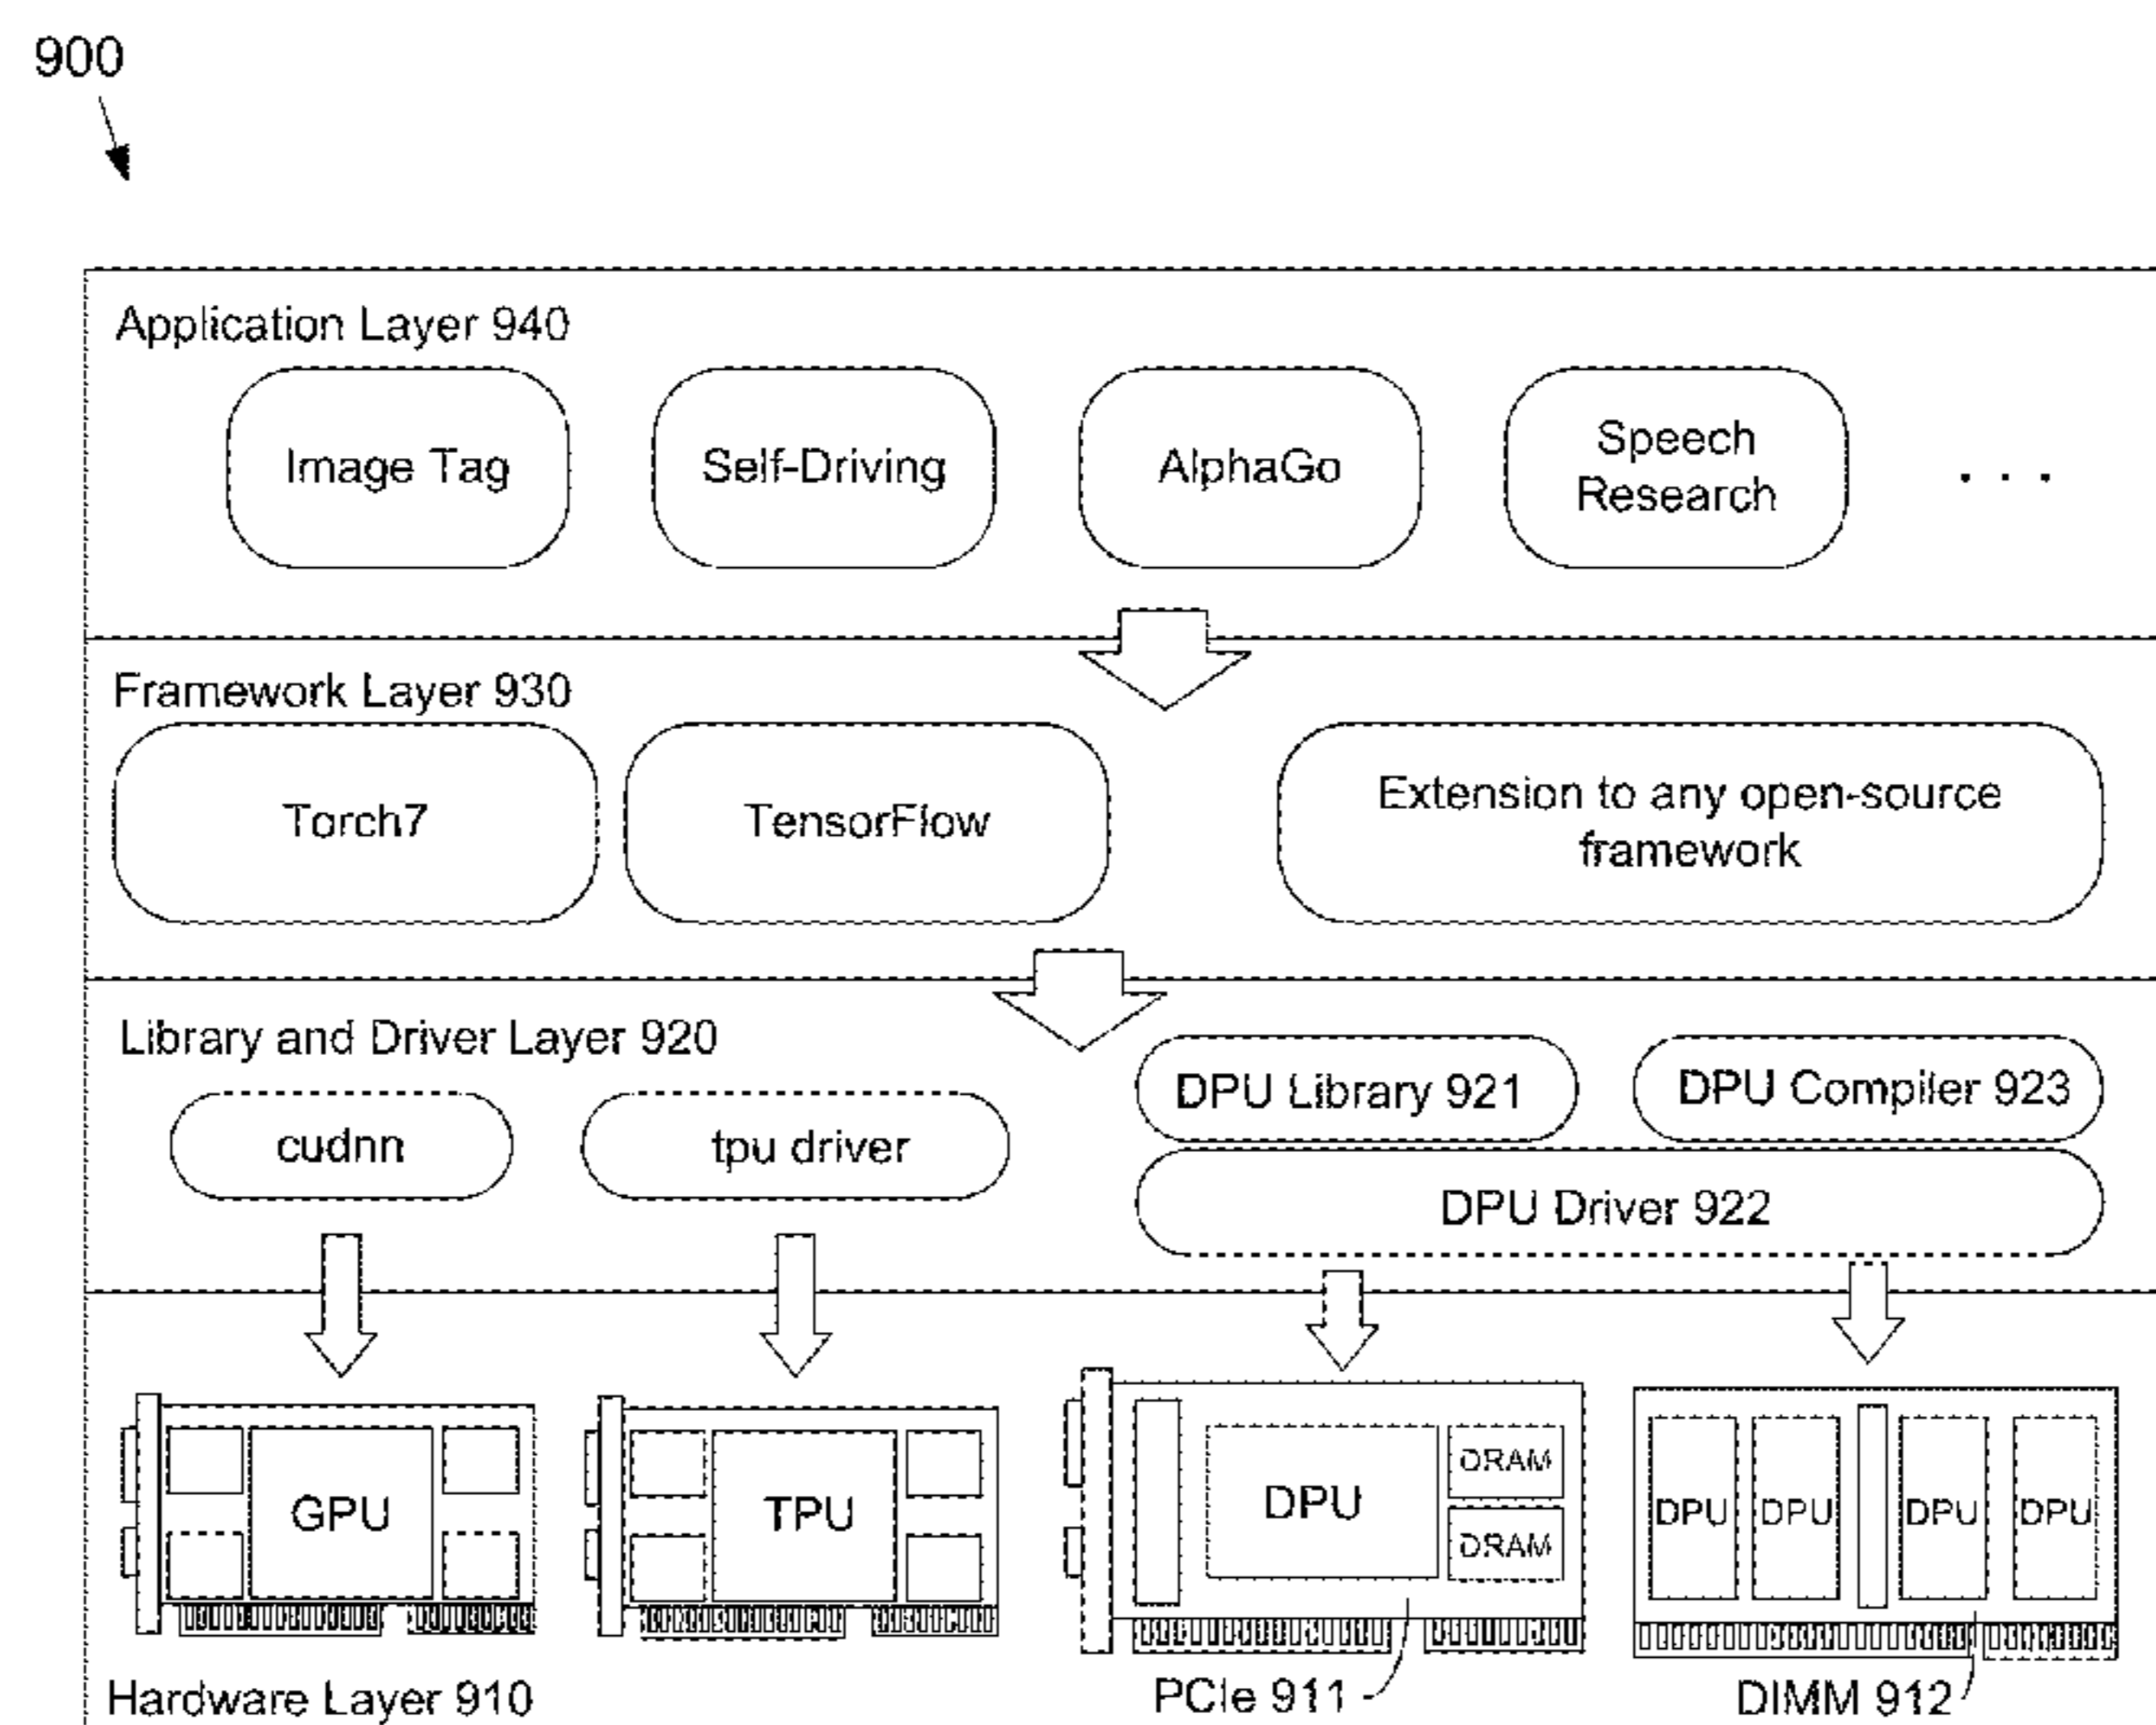 900
Application Layer 940
Image Tag
Self-Driving
AlphaGo
Speech
Research
. . .
Framework Layer 930
Torch7
TensorFlow
Extension to any open-source
framework
Library and Driver Layer 920
cudnn
tpu driver
DPU Library 921
DPU Compiler 923
DPU Driver 922
GPU
TPU
DPU
DRAM
DRAM
DPU
DPU
DPU
DPU
Hardware Layer 910
PCIe 911
DIMM 912